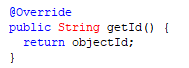 @Override
public String getId() {
  return objectId;
}